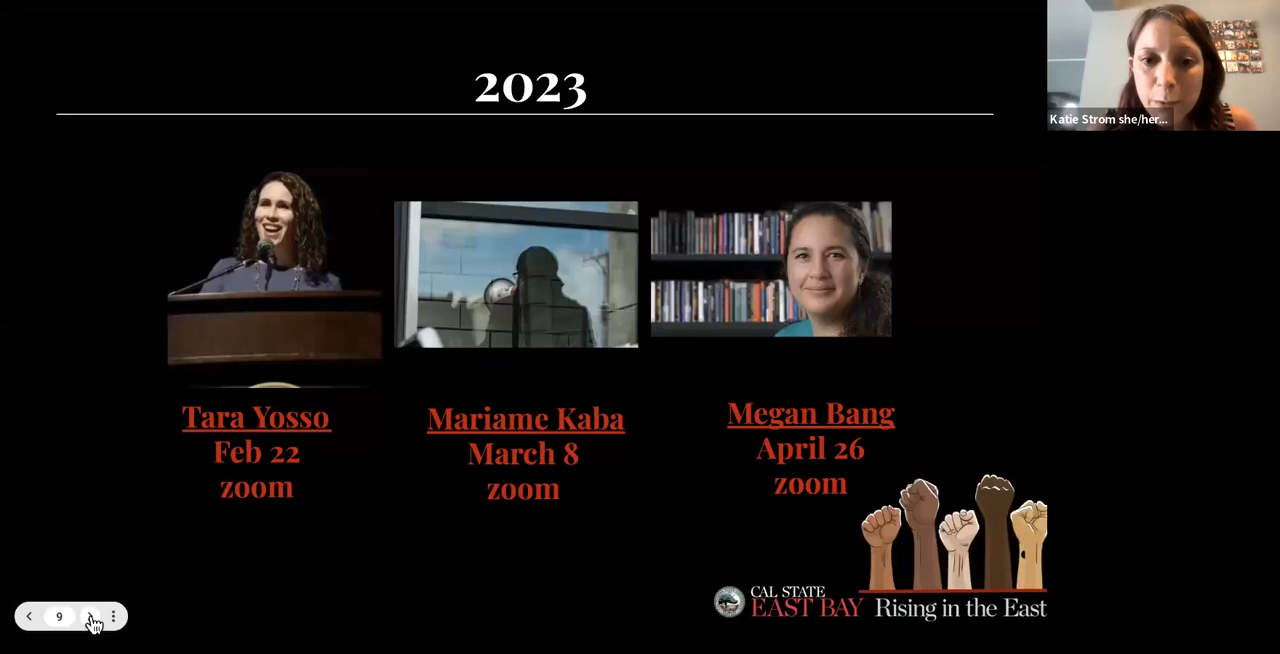 2023
Katie Strom she/her...
Tara Yosso
Feb 22
zoom
Mariame Kaba
March 8
zoom
Megan Bang
April 26
zoom
CAL STATE
EAST BAY
Rising in the East
9